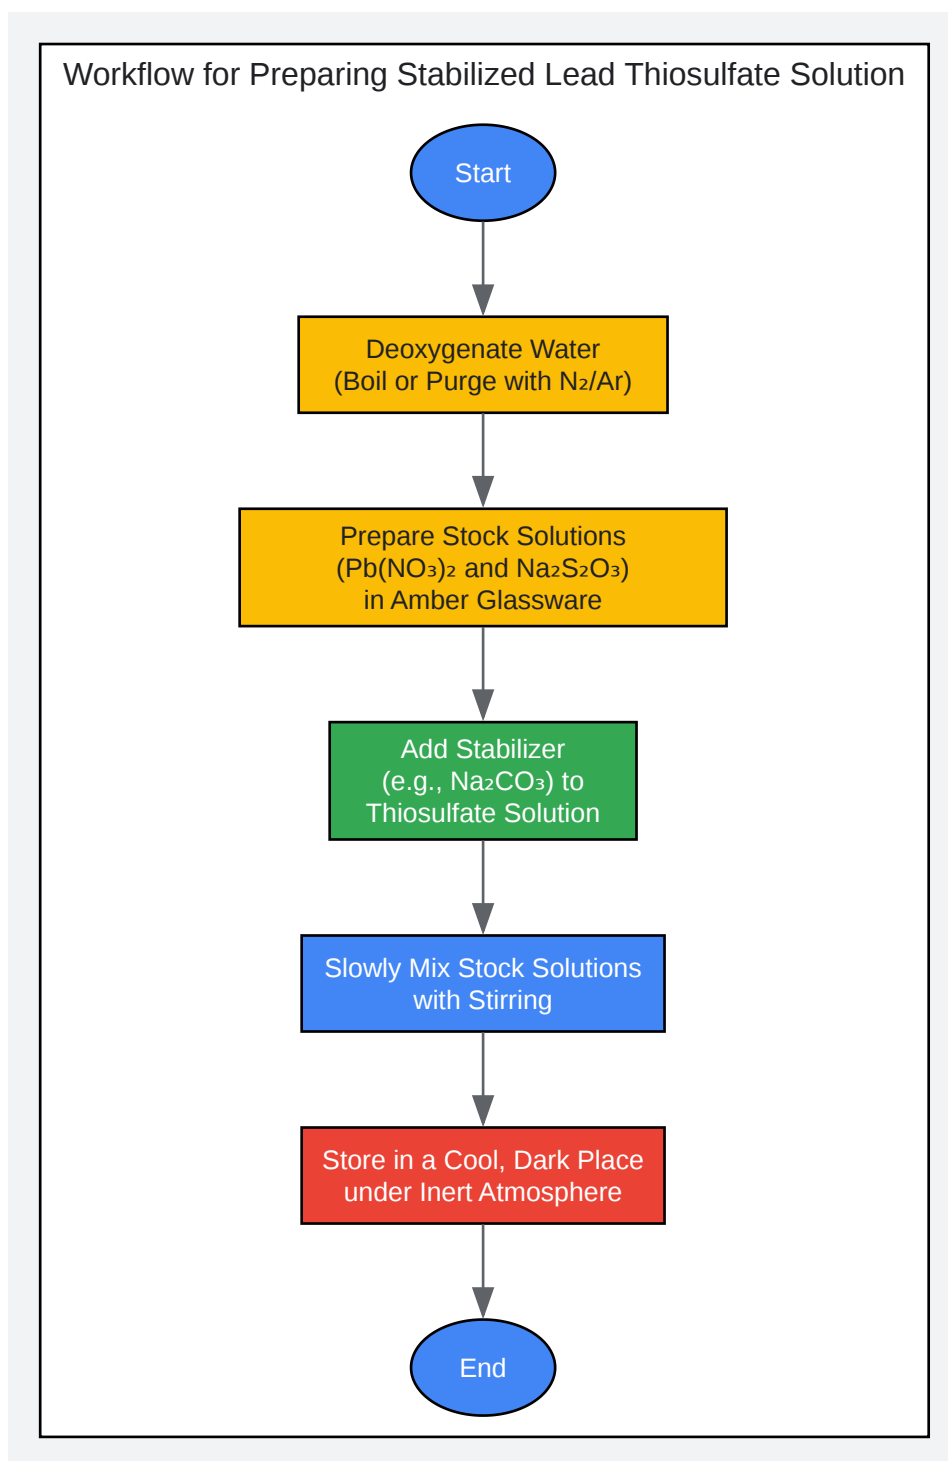 Workflow for Preparing Stabilized Lead Thiosulfate Solution
Start
Deoxygenate Water
(Boil or Purge with N₂/Ar)
Prepare Stock Solutions
(Pb(NO₃)₂ and Na₂S₂O₃)
in Amber Glassware
Add Stabilizer
(e.g., Na₂CO₃) to
Thiosulfate Solution
Slowly Mix Stock Solutions
with Stirring
Store in a Cool, Dark Place
under Inert Atmosphere
End